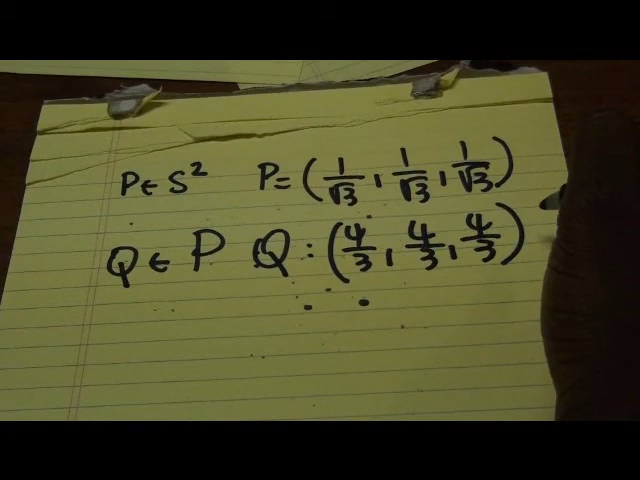 P ∈ S² P = (1/√3, 1/√3, 1/√3)
Q ∈ P Q : (4/3, 4/3, 4/3)